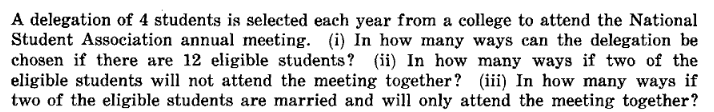 A delegation of 4 students is selected each year from a college to attend the National
Student Association annual meeting. (i) In how many ways can the delegation be
chosen if there are 12 eligible students? (ii) In how many ways if two of the
eligible students will not attend the meeting together? (iii) In how many ways if
two of the eligible students are married and will only attend the meeting together?